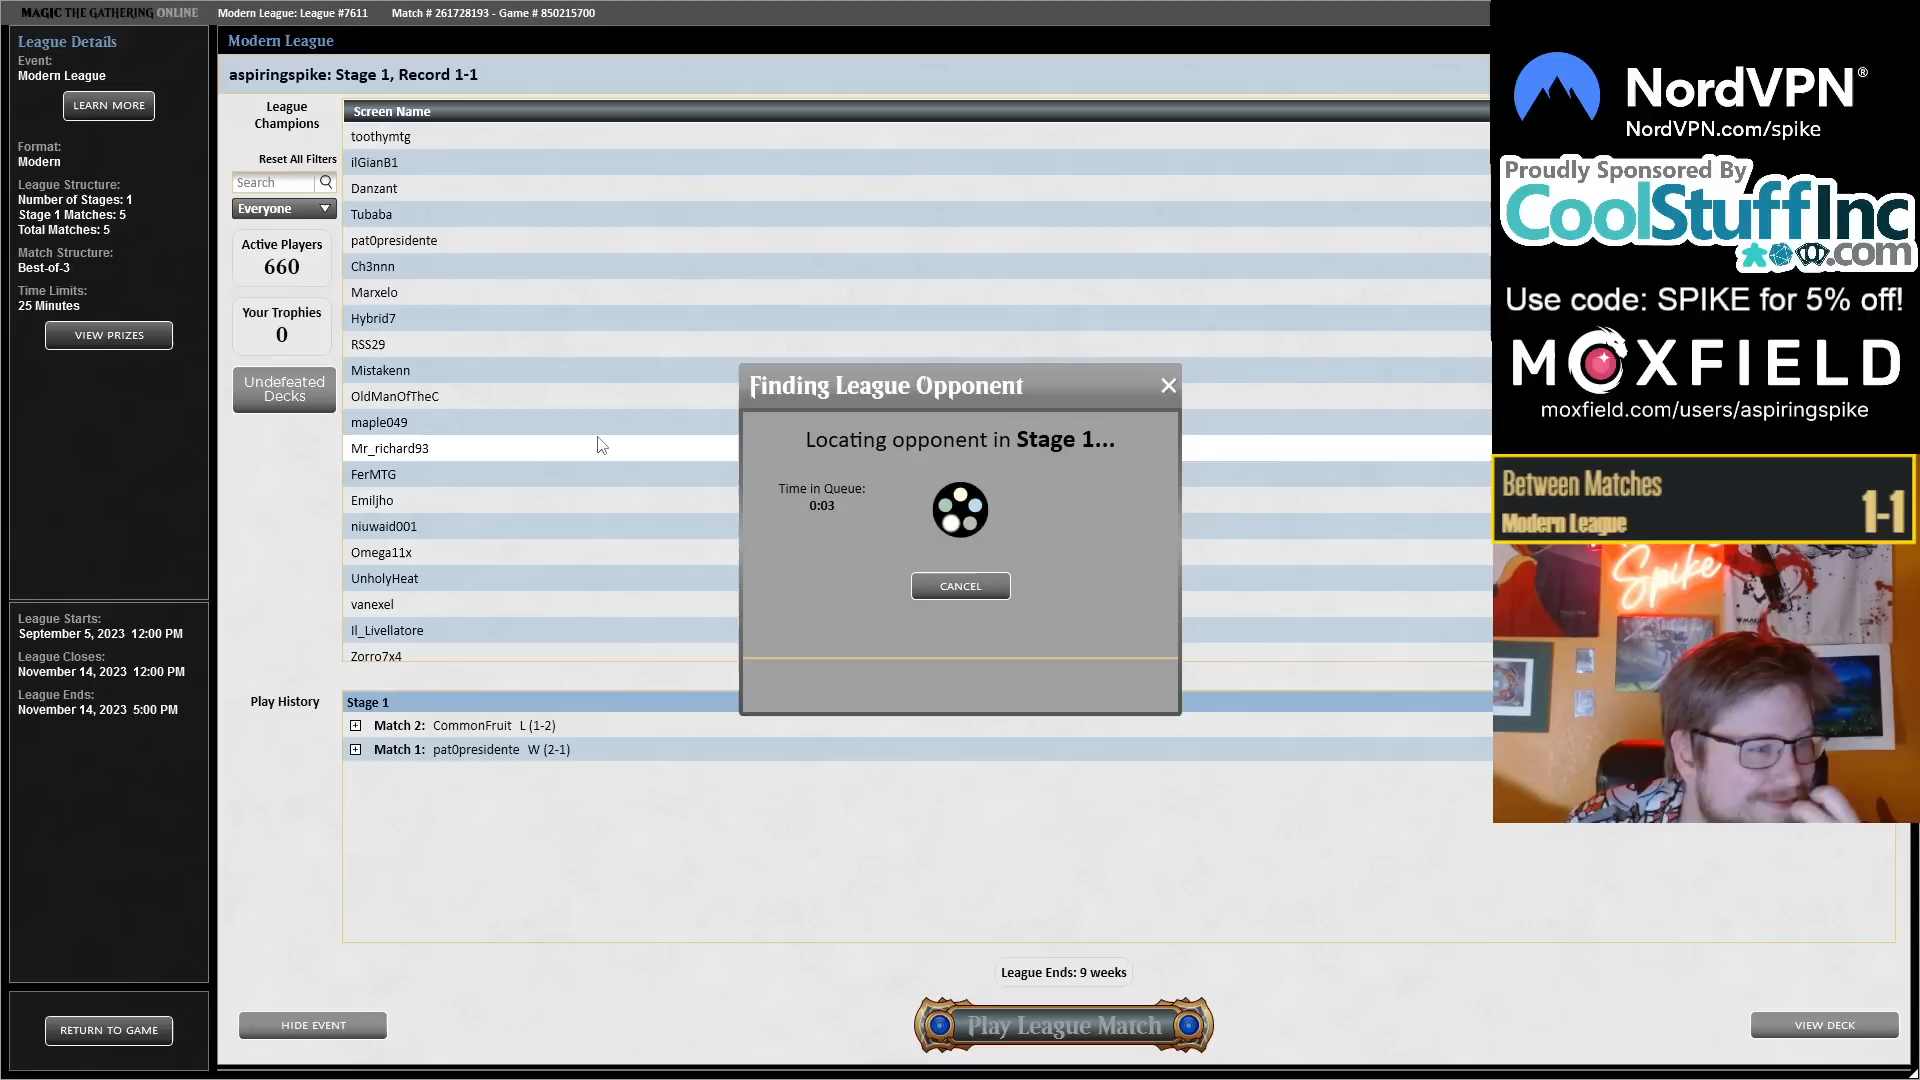 MAGIC THE GATHERING ONLINE
Modern League: League #7611
Match # 261728193 - Game # 850215700
League Details
Event:
Modern League
LEARN MORE
Format:
Modern
League Structure:
Number of Stages: 1
Stage 1 Matches: 5
Total Matches: 5
Match Structure:
Best-of-3
Time Limits:
25 Minutes
VIEW PRIZES
League Starts:
September 5, 2023 12:00 PM
League Closes:
November 14, 2023 12:00 PM
League Ends:
November 14, 2023 5:00 PM
RETURN TO GAME
Modern League
aspiringspike: Stage 1, Record 1-1
League
Champions
Reset All Filters
Search
Everyone
Active Players
660
Your Trophies
0
Undefeated
Decks
Screen Name
toothymtg
ilGianB1
Danzant
Tubaba
pat0presidente
Ch3nnn
Marxelo
Hybrid7
RSS29
Mistakenn
OldManOfTheC
maple049
Mr_richard93
FerMTG
Emiljho
niuwaid001
Omega11x
UnholyHeat
vanexel
Il_Livellatore
Zorro7x4
Finding League Opponent
Locating opponent in Stage 1...
Time in Queue:
0:03
CANCEL
Play History
Stage 1
Match 2: CommonFruit L (1-2)
Match 1: pat0presidente W (2-1)
League Ends: 9 weeks
HIDE EVENT
Play League Match
VIEW DECK
NordVPN®
NordVPN.com/spike
Proudly Sponsored By
CoolStuffInc
.com
Use code: SPIKE for 5% off!
MOXFIELD
moxfield.com/users/aspiringspike
Between Matches
1-1
Modern League
Spike